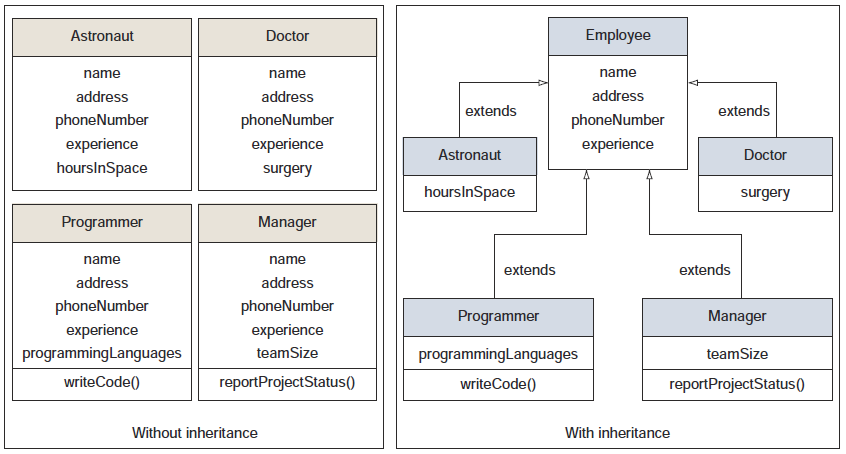 Astronaut
name
address
phoneNumber
experience
hoursInSpace
Doctor
name
address
phoneNumber
experience
surgery
Programmer
name
address
phoneNumber
experience
programmingLanguages
writeCode()
Manager
name
address
phoneNumber
experience
teamSize
reportProjectStatus()
Without inheritance
Employee
name
address
phoneNumber
experience
extends
extends
Astronaut
hoursInSpace
Doctor
surgery
extends
extends
Programmer
programmingLanguages
writeCode()
Manager
teamSize
reportProjectStatus()
With inheritance